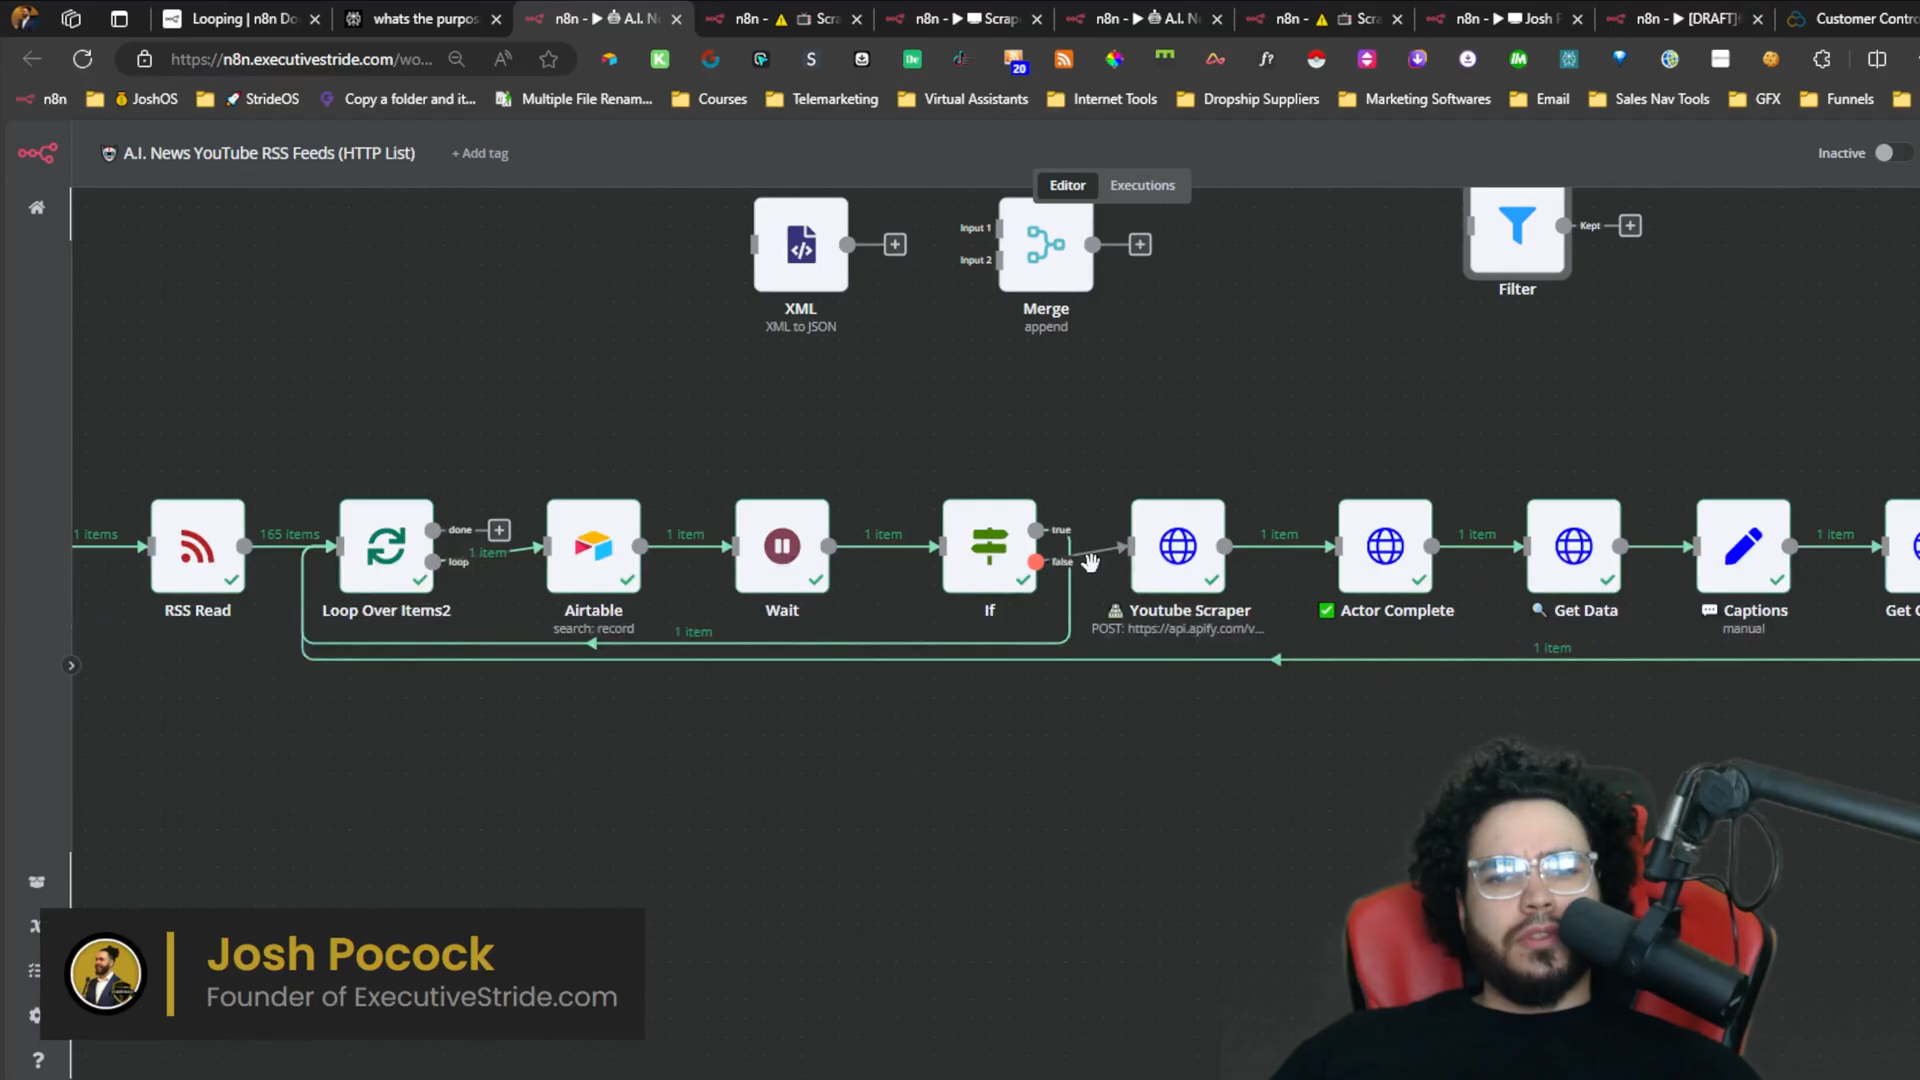 Looping | n8n Do
whats the purpos
n8n - A.I. N
n8n - Scra
n8n - Scrap
n8n - A.I. N
n8n - Scra
n8n - Josh F
n8n - [DRAFT]
Customer Contro
https://n8n.executivestride.com/wo...
20
n8n
JoshOS
StrideOS
Copy a folder and it...
Multiple File Renam...
Courses
Telemarketing
Virtual Assistants
Internet Tools
Dropship Suppliers
Marketing Softwares
Email
Sales Nav Tools
GFX
Funnels
A.I. News YouTube RSS Feeds (HTTP List)
+ Add tag
Inactive
Editor
Executions
Input 1
Input 2
Kept
XML
XML to JSON
Merge
append
Filter
1 items
165 items
done
loop
1 item
1 item
1 item
true
false
1 item
1 item
1 item
RSS Read
Loop Over Items2
Airtable
search: record
Wait
If
Youtube Scraper
POST: https://api.apify.com/v...
Actor Complete
Get Data
Captions
manual
Get
1 item
1 item
Josh Pocock
Founder of ExecutiveStride.com